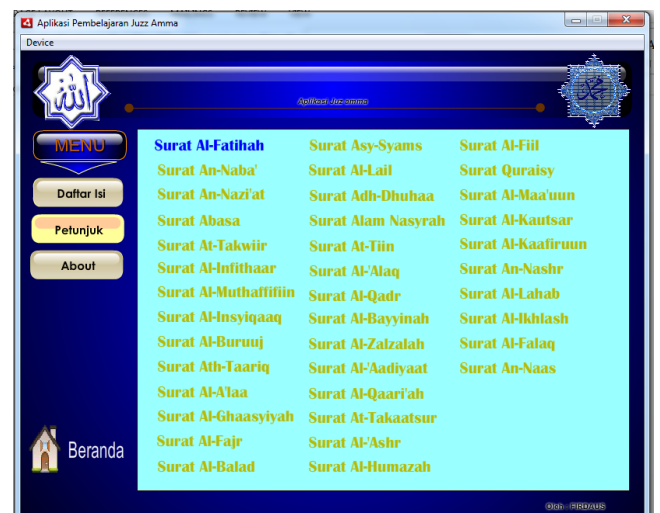 Aplikasi Pembelajaran Juzz Amma
Device
الله
Aplikasi Juz amma
MENU
Daftar Isi
Petunjuk
About
Beranda
Surat Al-Fatihah
Surat An-Naba'
Surat An-Nazi'at
Surat Abasa
Surat At-Takwiir
Surat Al-Infithaar
Surat Al-Muthaffifiin
Surat Al-Insyiqaaq
Surat Al-Buruuj
Surat Ath-Taariq
Surat Al-A'laa
Surat Al-Ghaasyiyah
Surat Al-Fajr
Surat Al-Balad
Surat Asy-Syams
Surat Al-Lail
Surat Adh-Dhuhaa
Surat Alam Nasyrah
Surat At-Tiin
Surat Al-'Alaq
Surat Al-Qadr
Surat Al-Bayyinah
Surat Al-Zalzalah
Surat Al-'Aadiyaat
Surat Al-Qaari'ah
Surat At-Takaatsur
Surat Al-'Ashr
Surat Al-Humazah
Surat Al-Fiil
Surat Quraisy
Surat Al-Maa'uun
Surat Al-Kautsar
Surat Al-Kaafiruun
Surat An-Nashr
Surat Al-Lahab
Surat Al-Ikhlash
Surat Al-Falaq
Surat An-Naas
Oleh : FIRDAUS